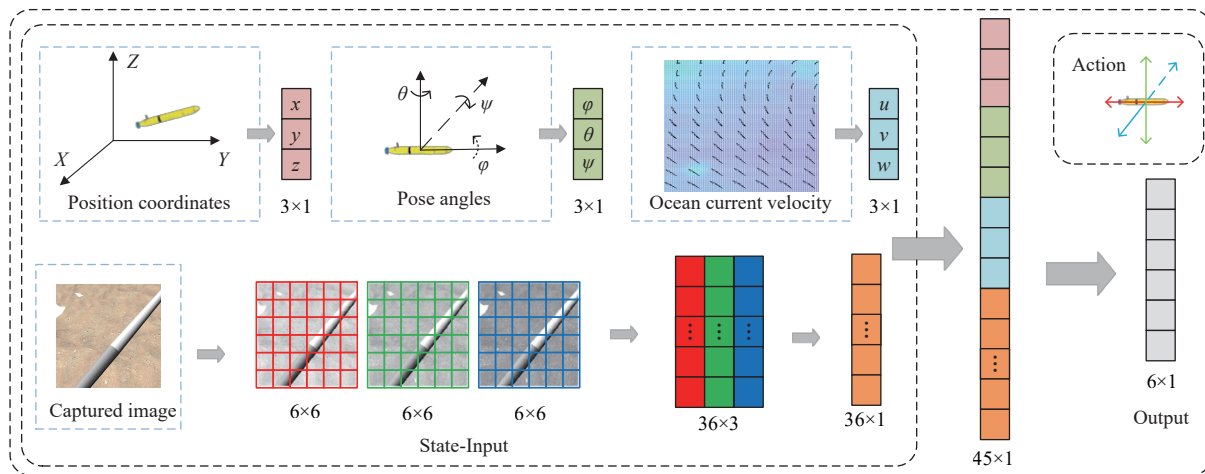 Z
X
Y
Position coordinates
x
y
z
3×1
θ
ψ
φ
Pose angles
φ
θ
ψ
3×1
Ocean current velocity
u
v
w
3×1
Action
Captured image
6×6
6×6
6×6
State-Input
36×3
36×1
45×1
6×1
Output